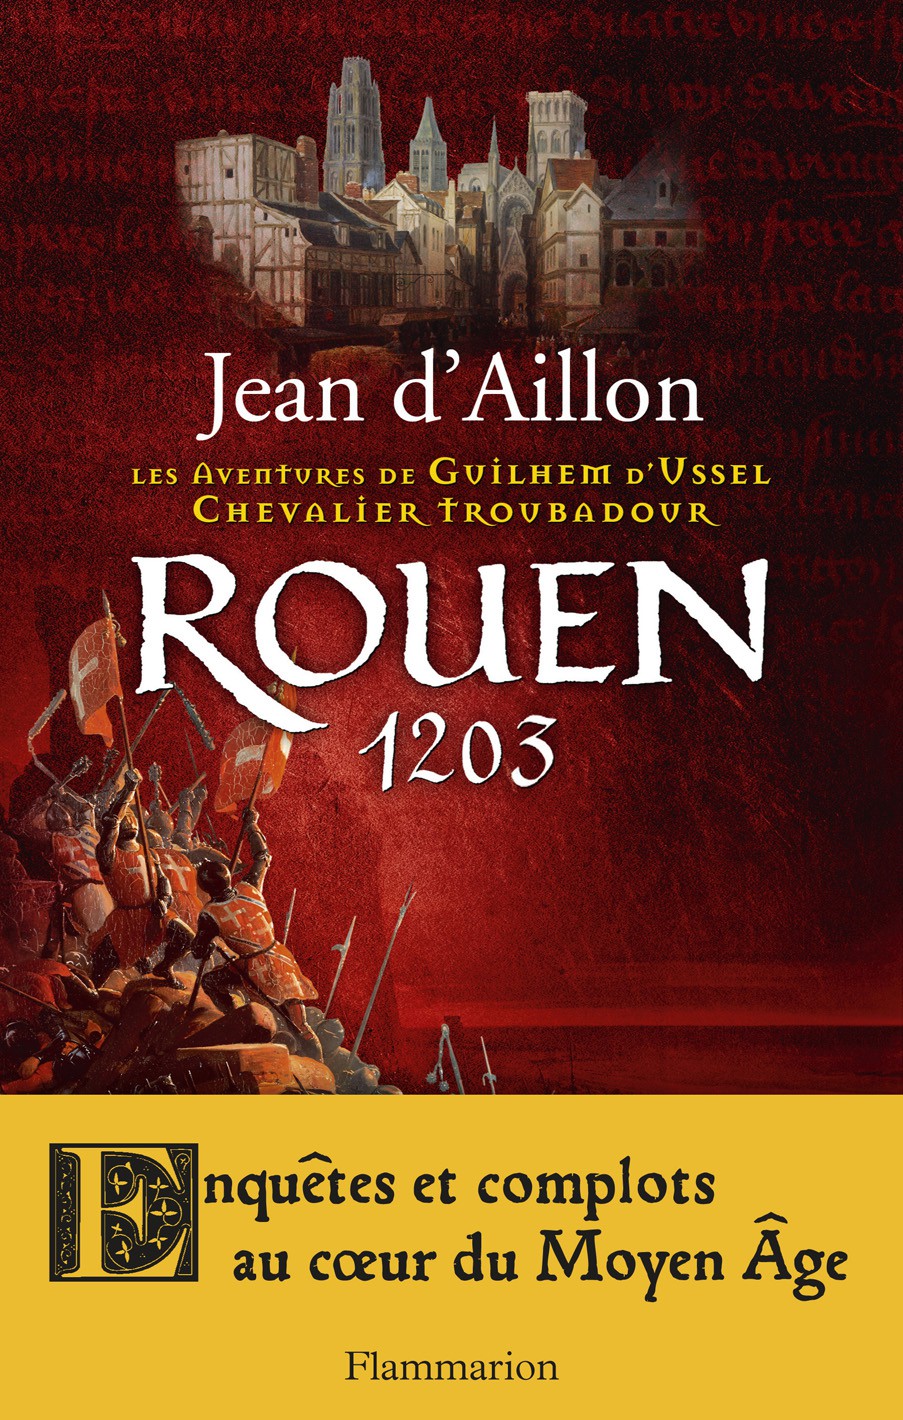 Jean d'Aillon
les Aventures de Guilhem d'Ussel
Chevalier troubadour
Rouen
1203
Enquêtes et complots
au cœur du Moyen Âge
Flammarion